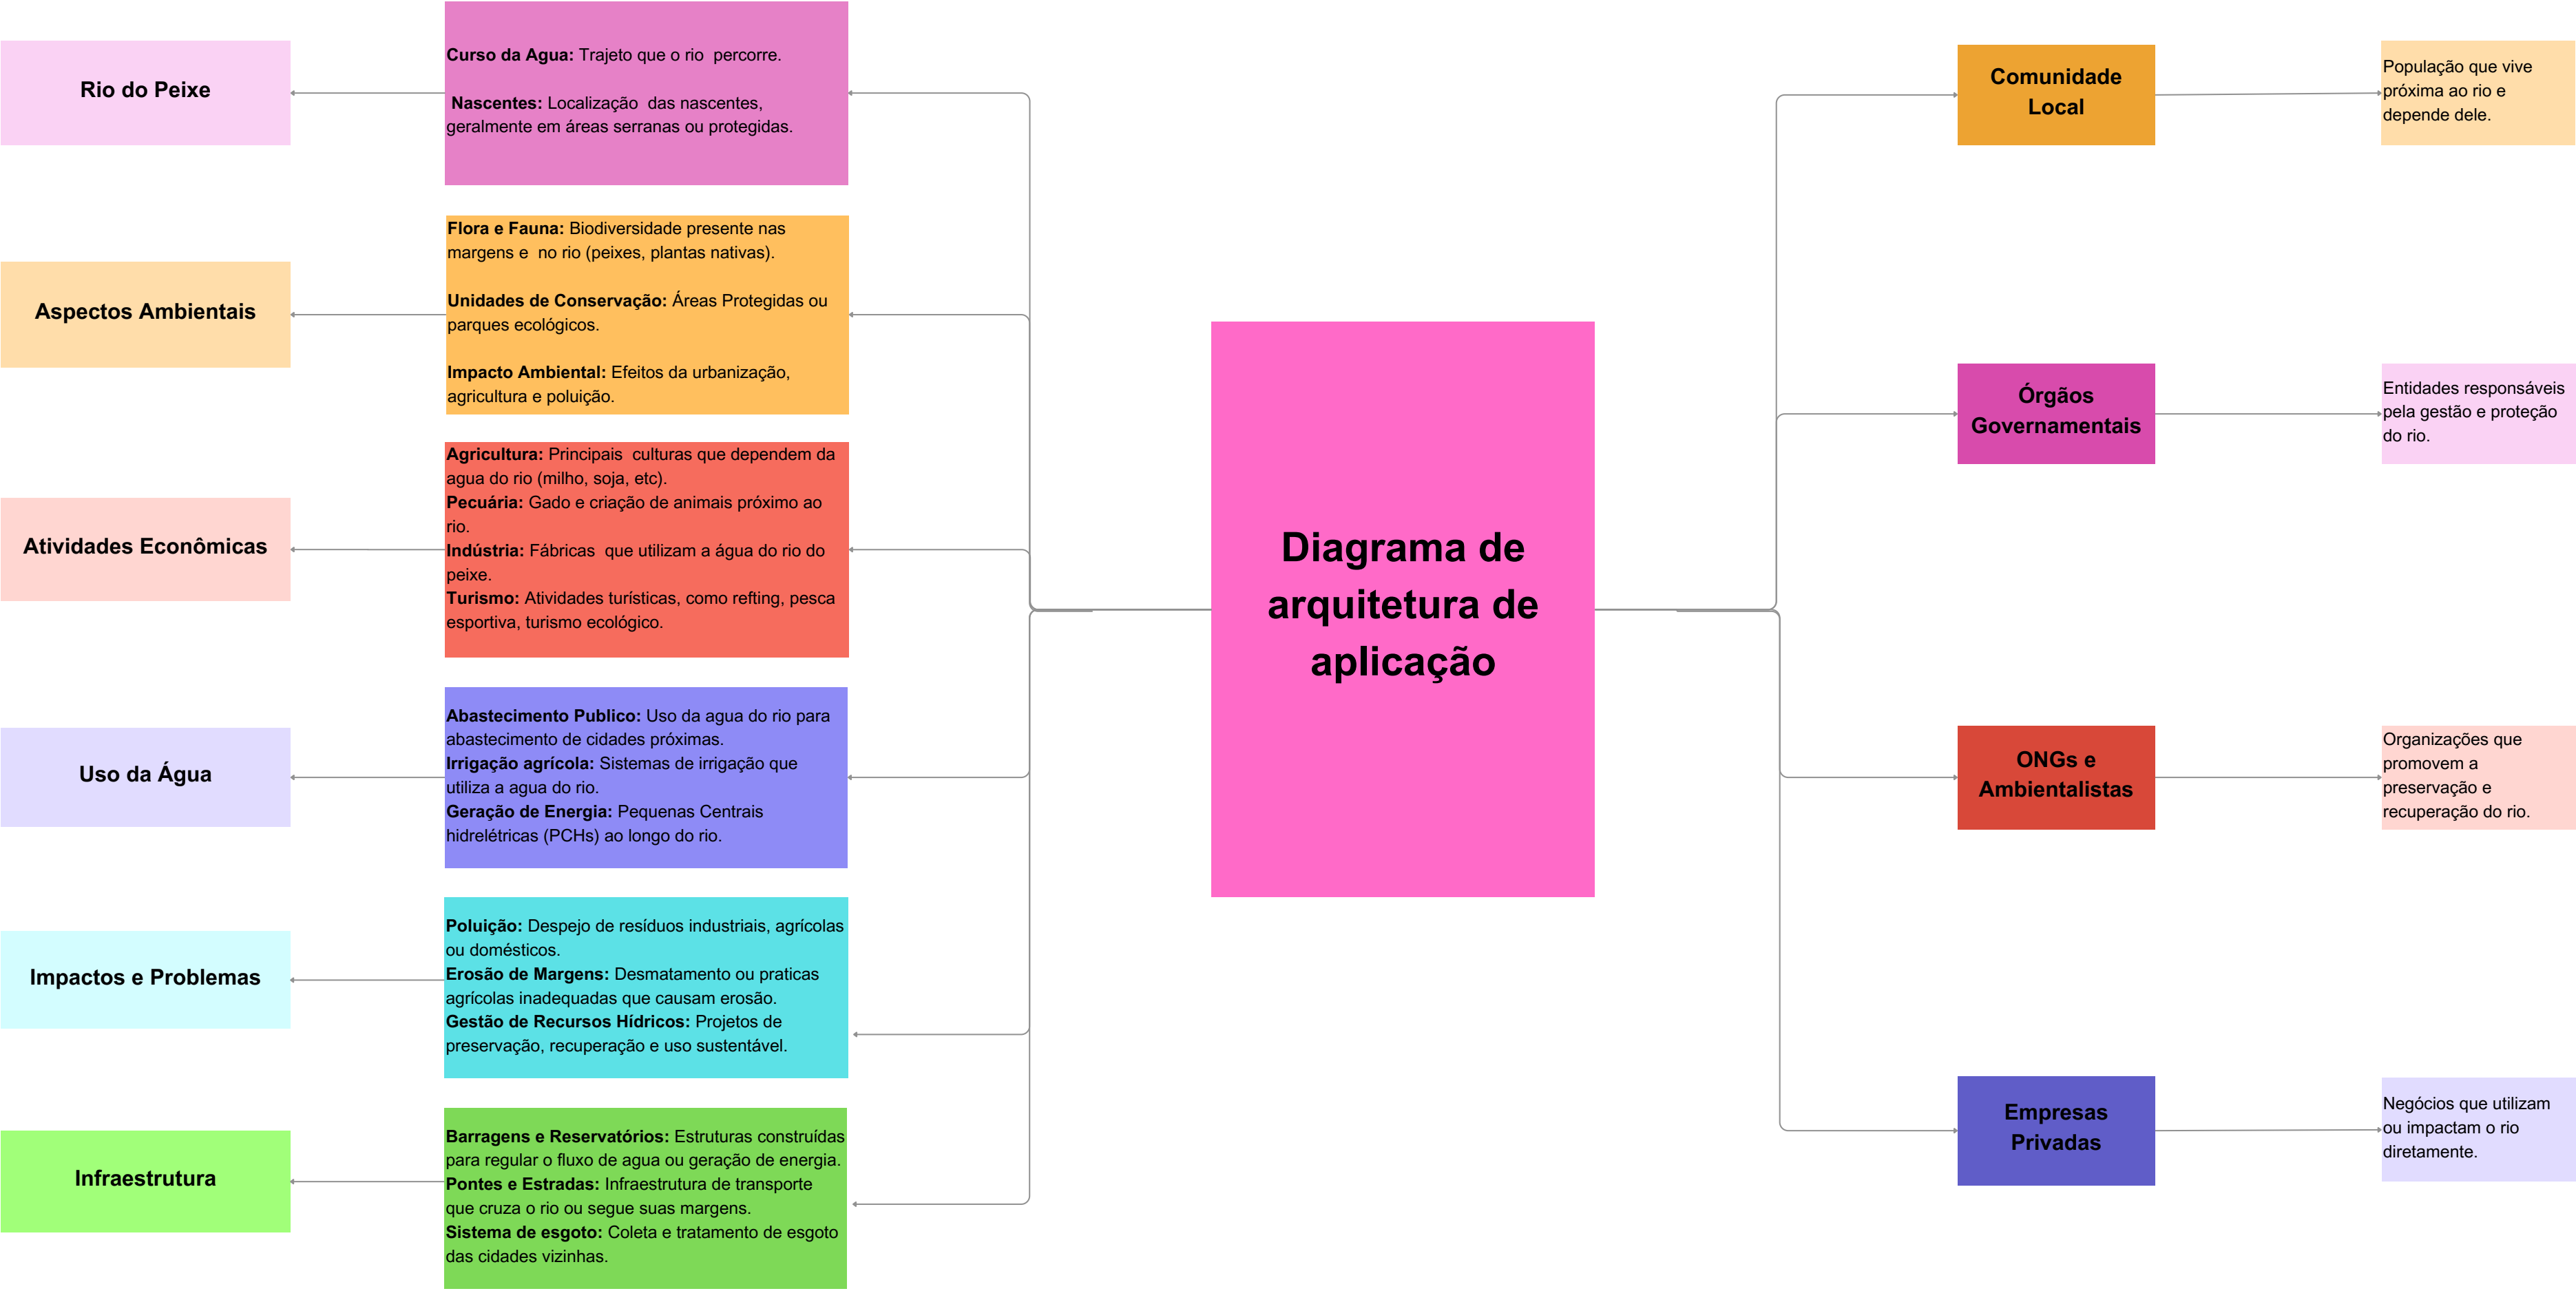 Rio do Peixe
Curso da Agua: Trajeto que o rio percorre.
Nascentes: Localização das nascentes,
geralmente em áreas serranas ou protegidas.
Aspectos Ambientais
Flora e Fauna: Biodiversidade presente nas
margens e no rio (peixes, plantas nativas).
Unidades de Conservação: Áreas Protegidas ou
parques ecológicos.
Impacto Ambiental: Efeitos da urbanização,
agricultura e poluição.
Atividades Econômicas
Agricultura: Principais culturas que dependem da
agua do rio (milho, soja, etc).
Pecuária: Gado e criação de animais próximo ao
rio.
Indústria: Fábricas que utilizam a água do rio do
peixe.
Turismo: Atividades turísticas, como refting, pesca
esportiva, turismo ecológico.
Uso da Água
Abastecimento Publico: Uso da agua do rio para
abastecimento de cidades próximas.
Irrigação agrícola: Sistemas de irrigação que
utiliza a agua do rio.
Geração de Energia: Pequenas Centrais
hidrelétricas (PCHs) ao longo do rio.
Impactos e Problemas
Poluição: Despejo de resíduos industriais, agrícolas
ou domésticos.
Erosão de Margens: Desmatamento ou praticas
agrícolas inadequadas que causam erosão.
Gestão de Recursos Hídricos: Projetos de
preservação, recuperação e uso sustentável.
Infraestrutura
Barragens e Reservatórios: Estruturas construídas
para regular o fluxo de agua ou geração de energia.
Pontes e Estradas: Infraestrutura de transporte
que cruza o rio ou segue suas margens.
Sistema de esgoto: Coleta e tratamento de esgoto
das cidades vizinhas.
Diagrama de
arquitetura de
aplicação
Comunidade
Local
População que vive
próxima ao rio e
depende dele.
Órgãos
Governamentais
Entidades responsáveis
pela gestão e proteção
do rio.
ONGs e
Ambientalistas
Organizações que
promovem a
preservação e
recuperação do rio.
Empresas
Privadas
Negócios que utilizam
ou impactam o rio
diretamente.